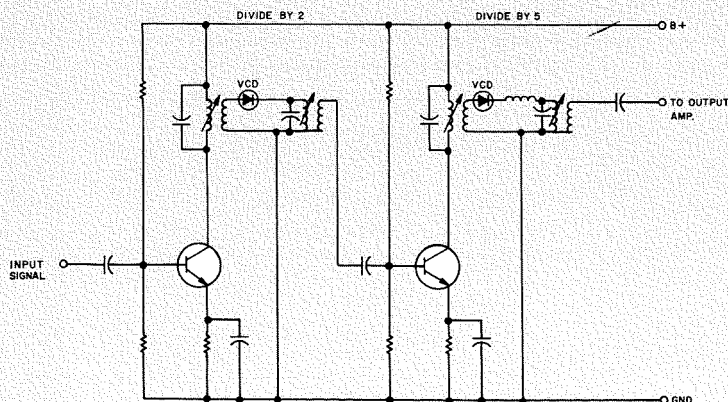 DIVIDE BY 2
DIVIDE BY 5
B+
VCD
VCD
TO OUTPUT
AMP.
INPUT
SIGNAL
GND